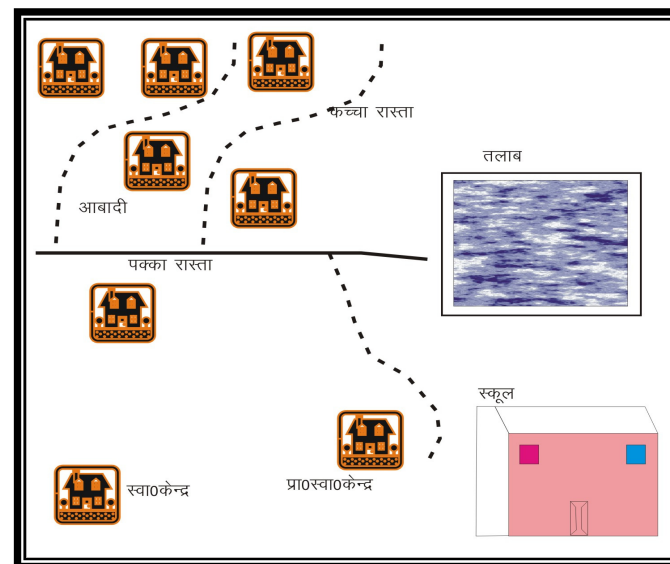 कच्चा रास्ता
तलाब
आबादी
पक्का रास्ता
स्कूल
स्वा0केन्द्र
प्रा0स्वा0केन्द्र